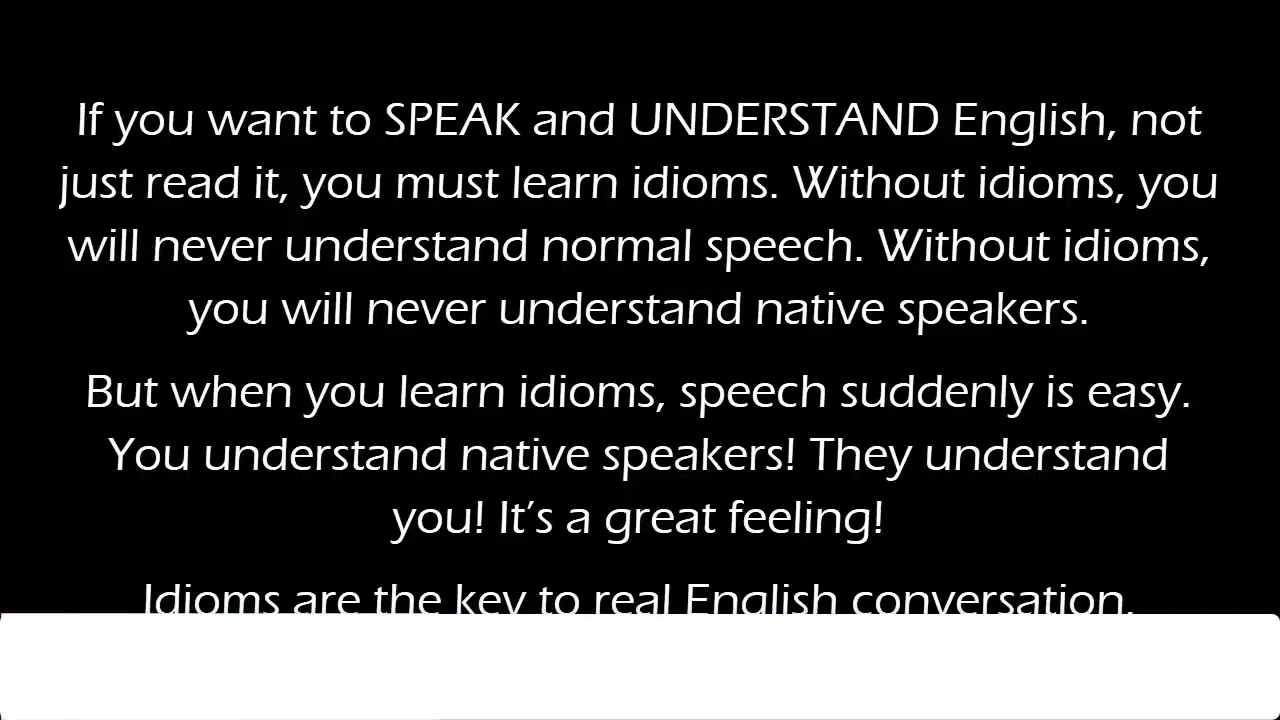 If you want to SPEAK and UNDERSTAND English, not
just read it, you must learn idioms. Without idioms, you
will never understand normal speech. Without idioms,
you will never understand native speakers.
But when you learn idioms, speech suddenly is easy.
You understand native speakers! They understand
you! It’s a great feeling!
Idioms are the key to real English conversation.